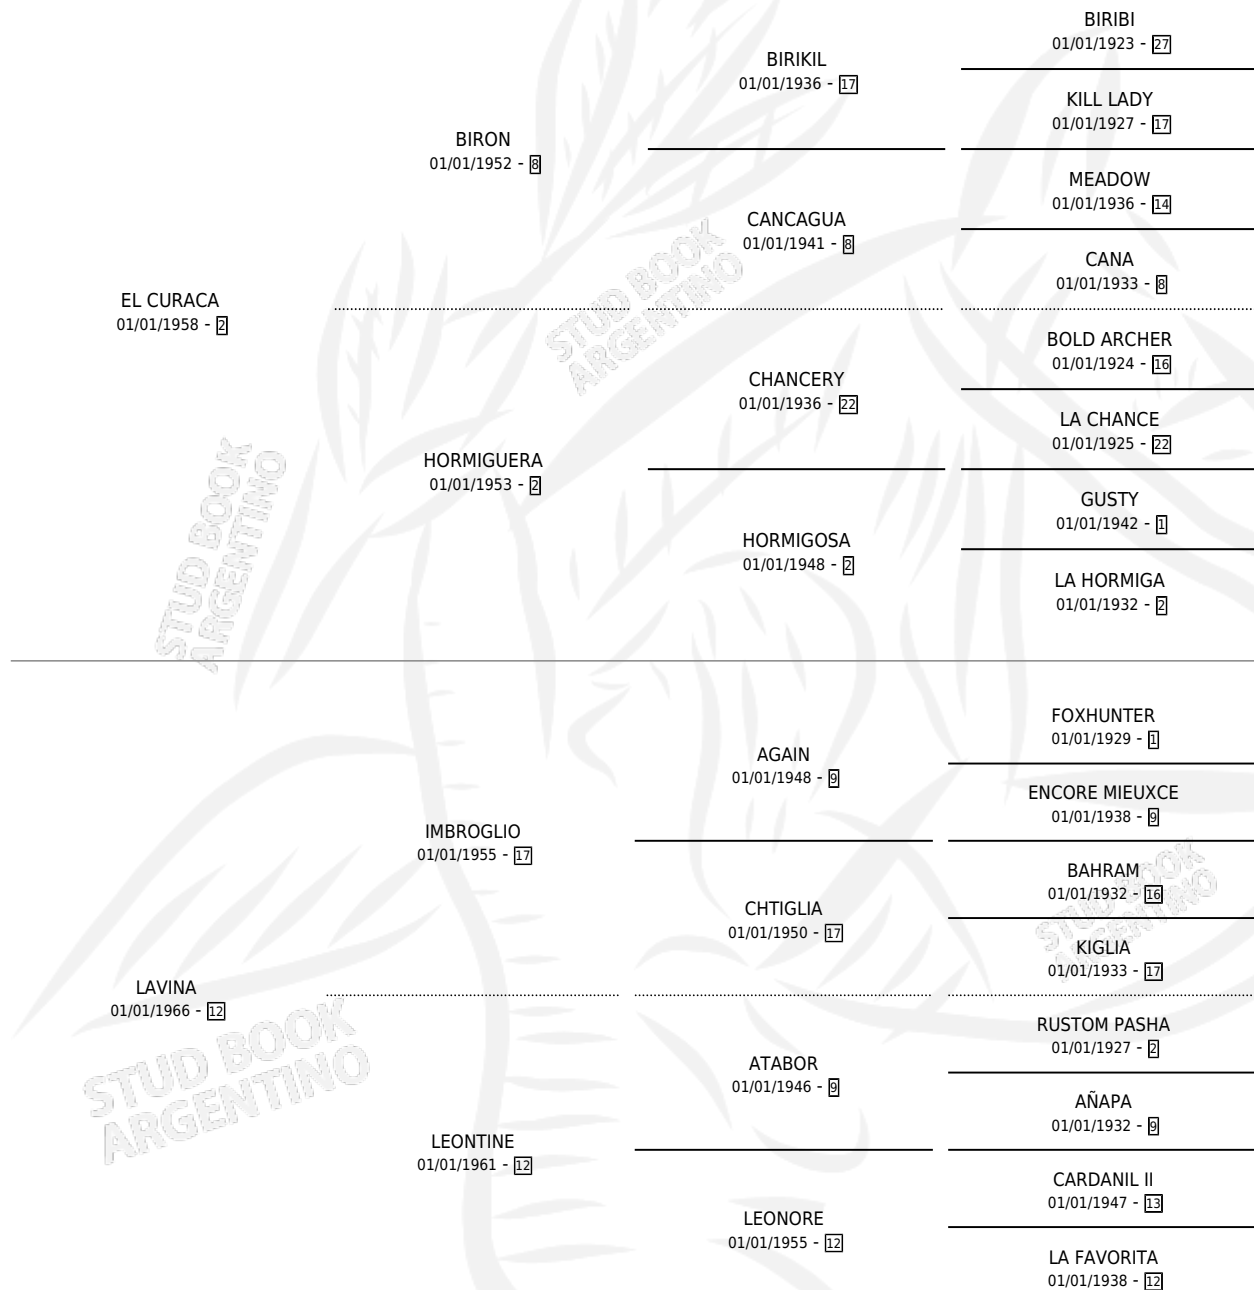 BIRIBI
01/01/1923 - 27
BIRIKIL
01/01/1936 - 17
KILL LADY
01/01/1927 - 17
BIRON
01/01/1952 - 8
MEADOW
01/01/1936 - 14
CANCAGUA
01/01/1941 - 8
CANA
01/01/1933 - 8
EL CURACA
01/01/1958 - 2
BOLD ARCHER
01/01/1924 - 16
CHANCERY
01/01/1936 - 22
LA CHANCE
01/01/1925 - 22
HORMIGUERA
01/01/1953 - 2
GUSTY
01/01/1942 - 1
HORMIGOSA
01/01/1948 - 2
LA HORMIGA
01/01/1932 - 2
STUD BOOK
ARGENTINO
STUD BOOK
ARGENTINO
FOXHUNTER
01/01/1929 - 1
AGAIN
01/01/1948 - 9
ENCORE MIEUXCE
01/01/1938 - 9
IMBROGLIO
01/01/1955 - 17
BAHRAM
01/01/1932 - 16
CHTIGLIA
01/01/1950 - 17
KIGLIA
01/01/1933 - 17
STUD BOOK
ARGENTINO
LAVINA
01/01/1966 - 12
RUSTOM PASHA
01/01/1927 - 2
ATABOR
01/01/1946 - 9
AÑAPA
01/01/1932 - 9
LEONTINE
01/01/1961 - 12
CARDANIL II
01/01/1947 - 13
LEONORE
01/01/1955 - 12
LA FAVORITA
01/01/1938 - 12
STUD BOOK
ARGENTINO